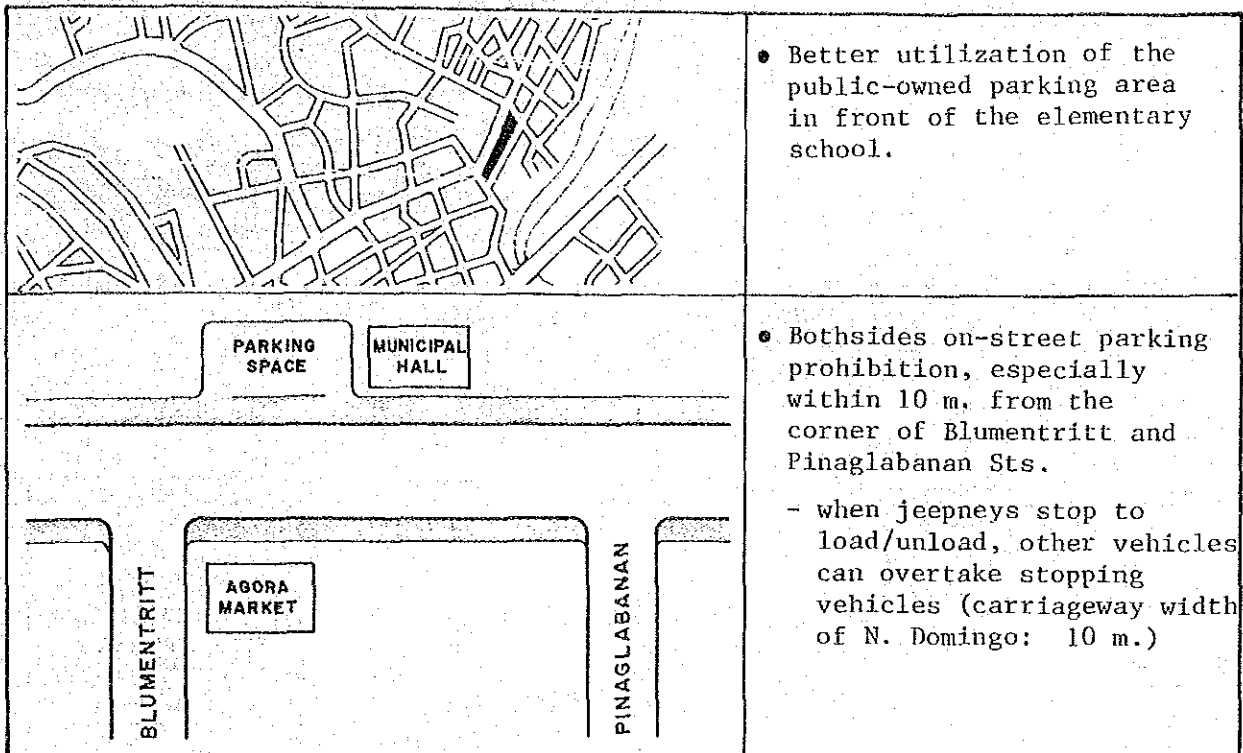 • Better utilization of the
public-owned parking area
in front of the elementary
school.
PARKING
SPACE
MUNICIPAL
HALL
AGORA
MARKET
BLUMENTRITT
PINAGLABANAN
• Bothsides on-street parking
prohibition, especially
within 10 m. from the
corner of Blumentritt and
Pinaglabanan Sts.
- when jeepneys stop to
load/unload, other vehicles
can overtake stopping
vehicles (carriageway width
of N. Domingo: 10 m.)